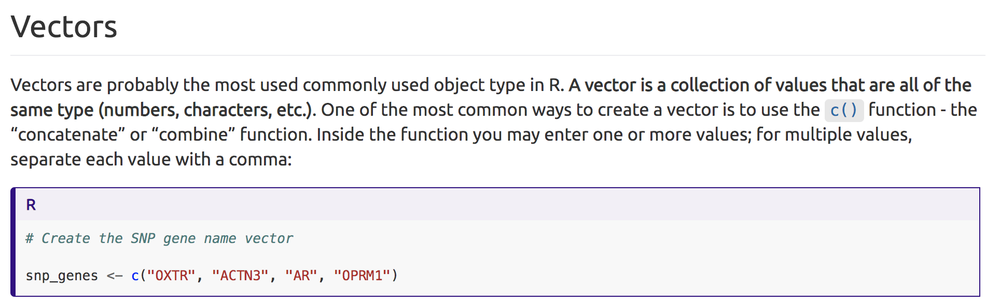 Vectors
Vectors are probably the most used commonly used object type in R. A vector is a collection of values that are all of the
same type (numbers, characters, etc.). One of the most common ways to create a vector is to use the c() function - the
“concatenate” or “combine” function. Inside the function you may enter one or more values; for multiple values,
separate each value with a comma:
R
# Create the SNP gene name vector
snp_genes <- c("OXTR", "ACTN3", "AR", "OPRM1")